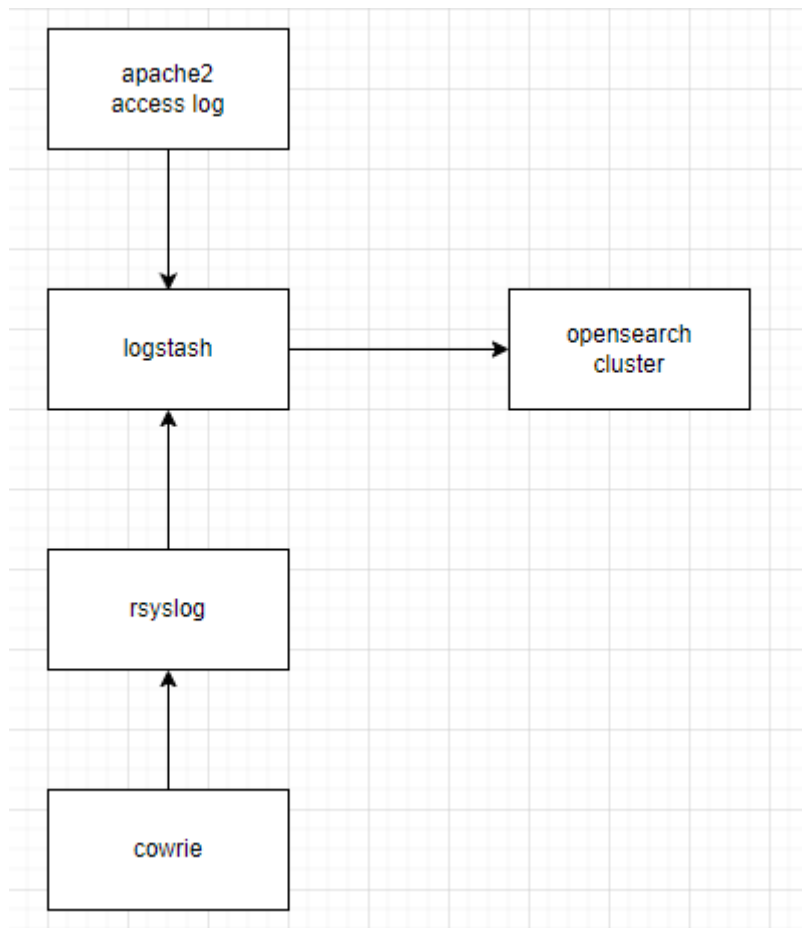 apache2
access log
logstash
opensearch
cluster
rsyslog
cowrie